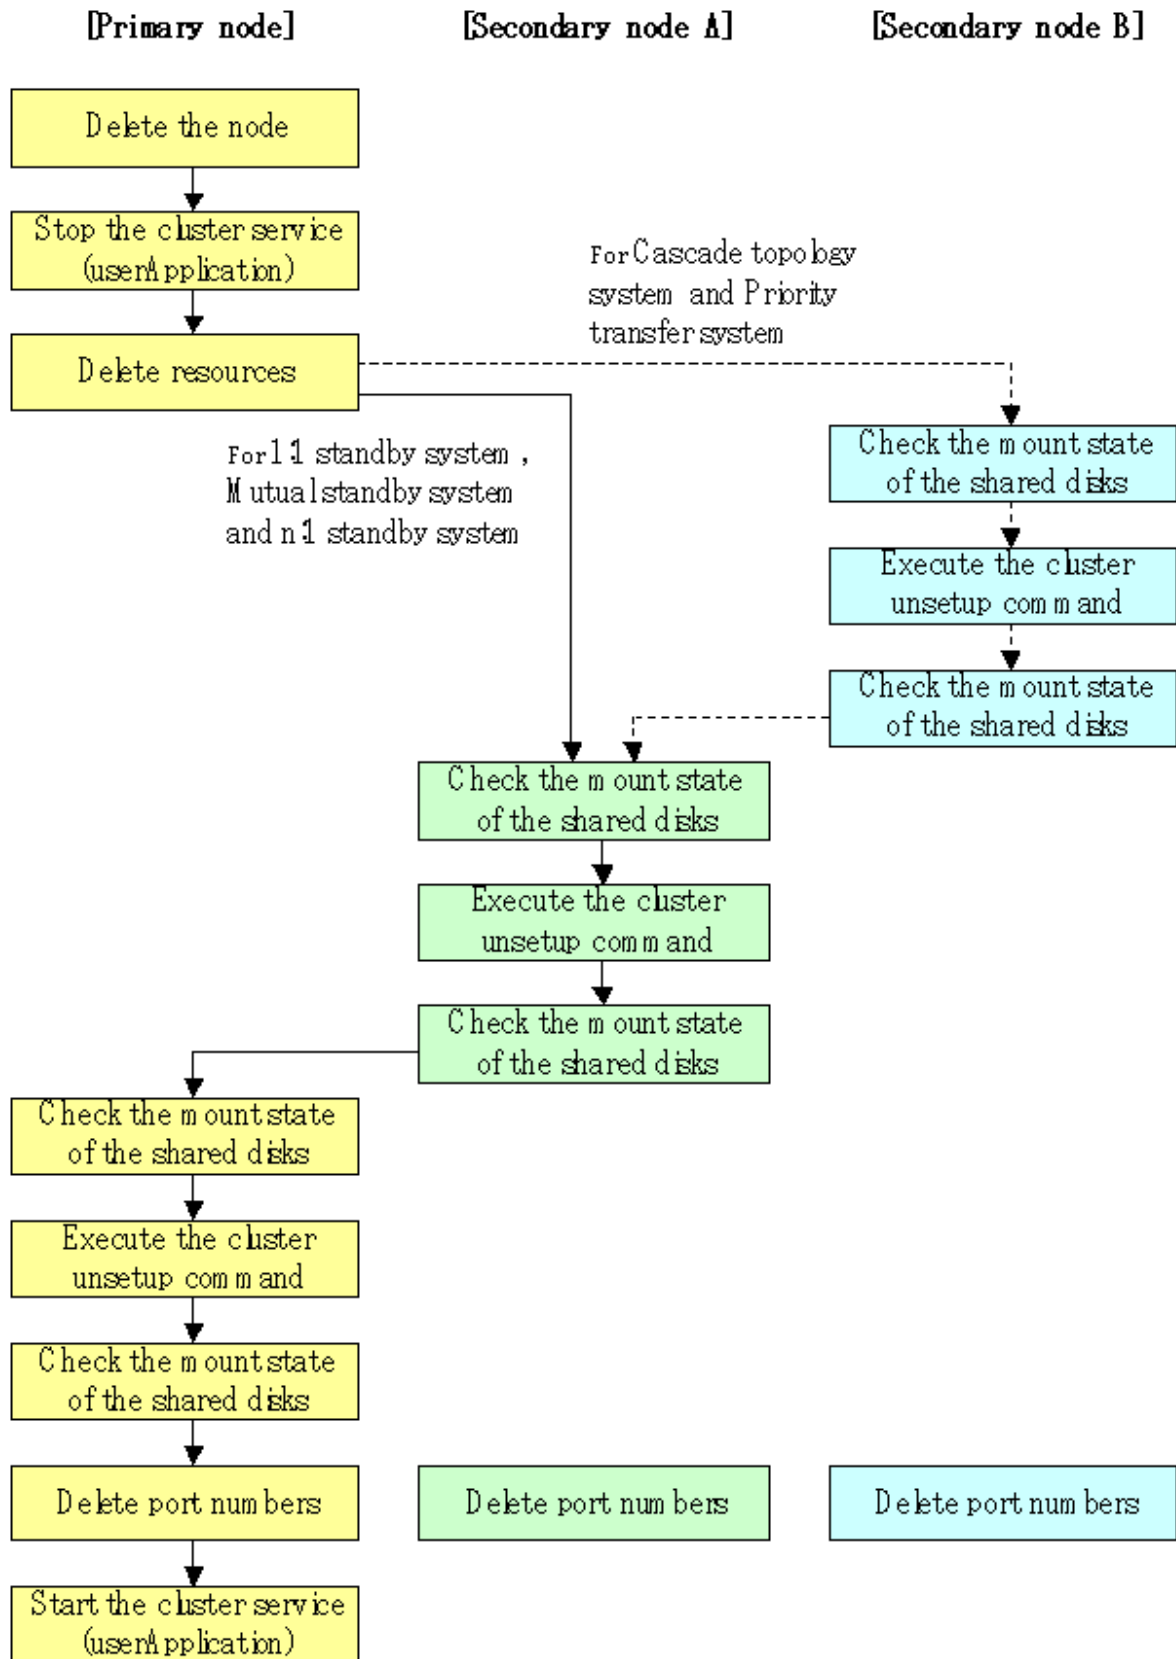 [Primary node]
[Secondary node A]
[Secondary node B]
Delete the node
Stop the cluster service
(userApplication)
For Cascade topology
system and Priority
transfer system
Delete resources
For 1:1 standby system ,
Mutual standby system
and n:1 standby system
Check the mount state
of the shared disks
Execute the cluster
unsetup command
Check the mount state
of the shared disks
Check the mount state
of the shared disks
Execute the cluster
unsetup command
Check the mount state
of the shared disks
Check the mount state
of the shared disks
Execute the cluster
unsetup command
Check the mount state
of the shared disks
Delete port numbers
Delete port numbers
Delete port numbers
Start the cluster service
(userApplication)